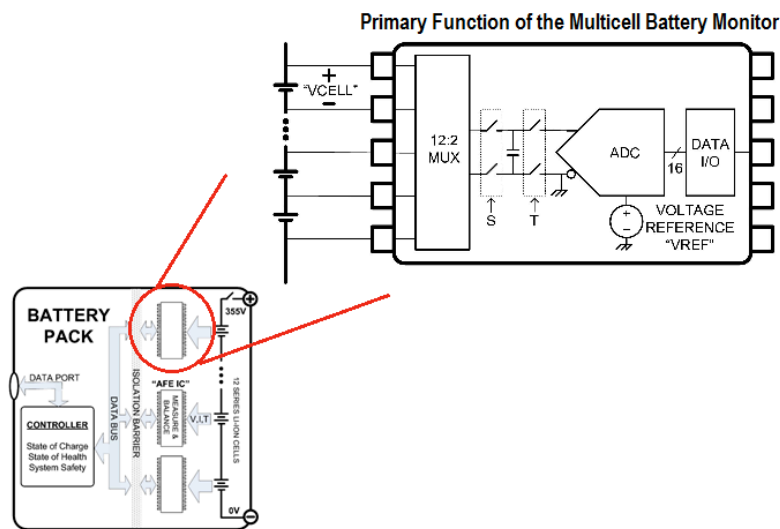 Primary Function of the Multicell Battery Monitor
+
"VCELL"
−
12:2
MUX
S
T
ADC
16
DATA
I/O
+
−
VOLTAGE
REFERENCE
"VREF"
BATTERY
PACK
355V
+
DATA PORT
DATA BUS
ISOLATION BARRIER
"AFE IC"
MEASURE &
BALANCE
V,I,T
12 SERIES LI-ION CELLS
CONTROLLER
State of Charge
State of Health
System Safety
0V
−